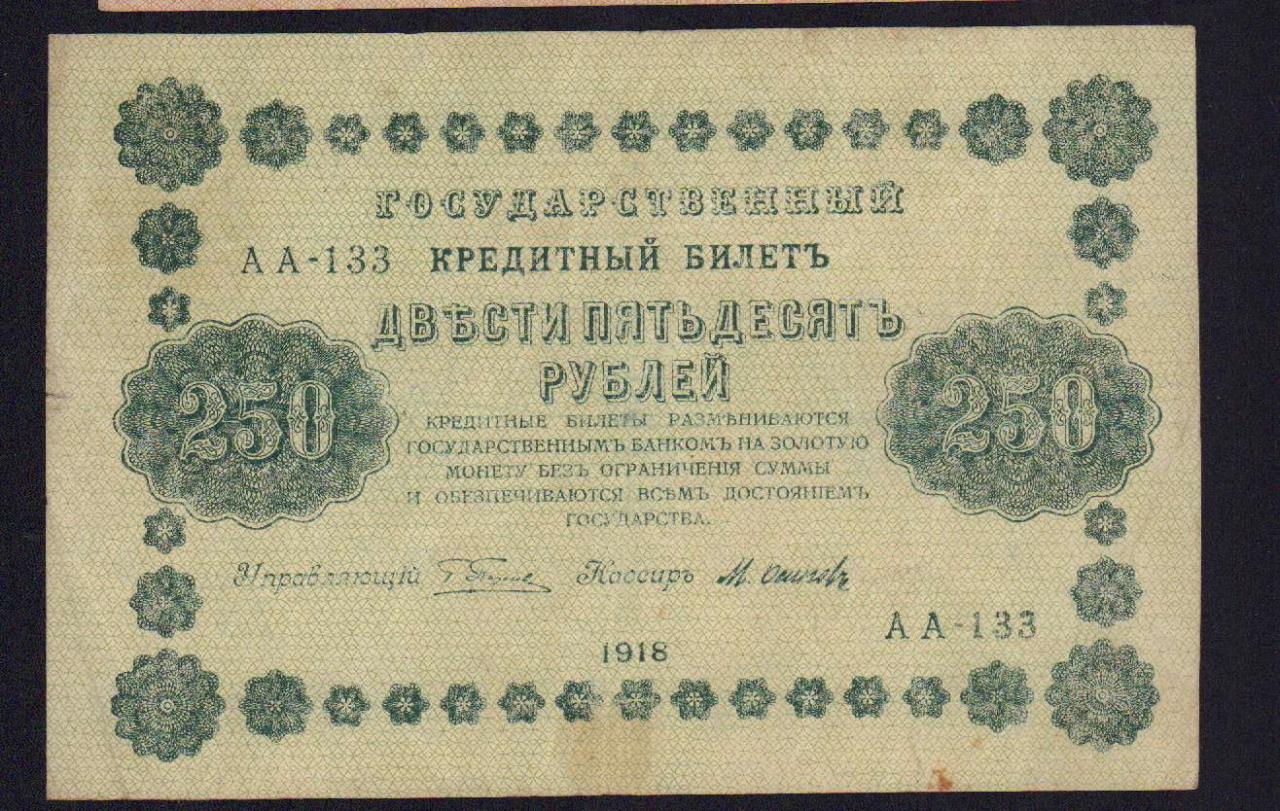 ГОСУДАРСТВЕННЫЙ
АА-133 КРЕДИТНЫЙ БИЛЕТЪ
ДВѢСТИ ПЯТЬДЕСЯТЪ
РУБЛЕЙ
250 250
КРЕДИТНЫЕ БИЛЕТЫ РАЗМѢНИВАЮТСЯ
ГОСУДАРСТВЕННЫМЪ БАНКОМЪ НА ЗОЛОТУЮ
МОНЕТУ БЕЗЪ ОГРАНИЧЕНІЯ СУММЫ
И ОБЕЗПЕЧИВАЮТСЯ ВСѢМЪ ДОСТОЯНІЕМЪ
ГОСУДАРСТВА.
Управляющій Кассиръ
АА-133
1918